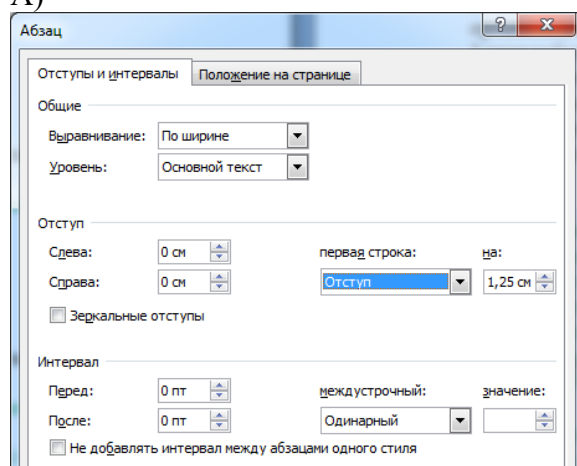 А)
Абзац
Отступы и интервалы Положение на странице
Общие
Выравнивание: По ширине
Уровень: Основной текст
Отступ
Слева: 0 см первая строка: на:
Справа: 0 см Отступ 1,25 см
Зеркальные отступы
Интервал
Перед: 0 пт междустрочный: значение:
После: 0 пт Одинарный
Не добавлять интервал между абзацами одного стиля